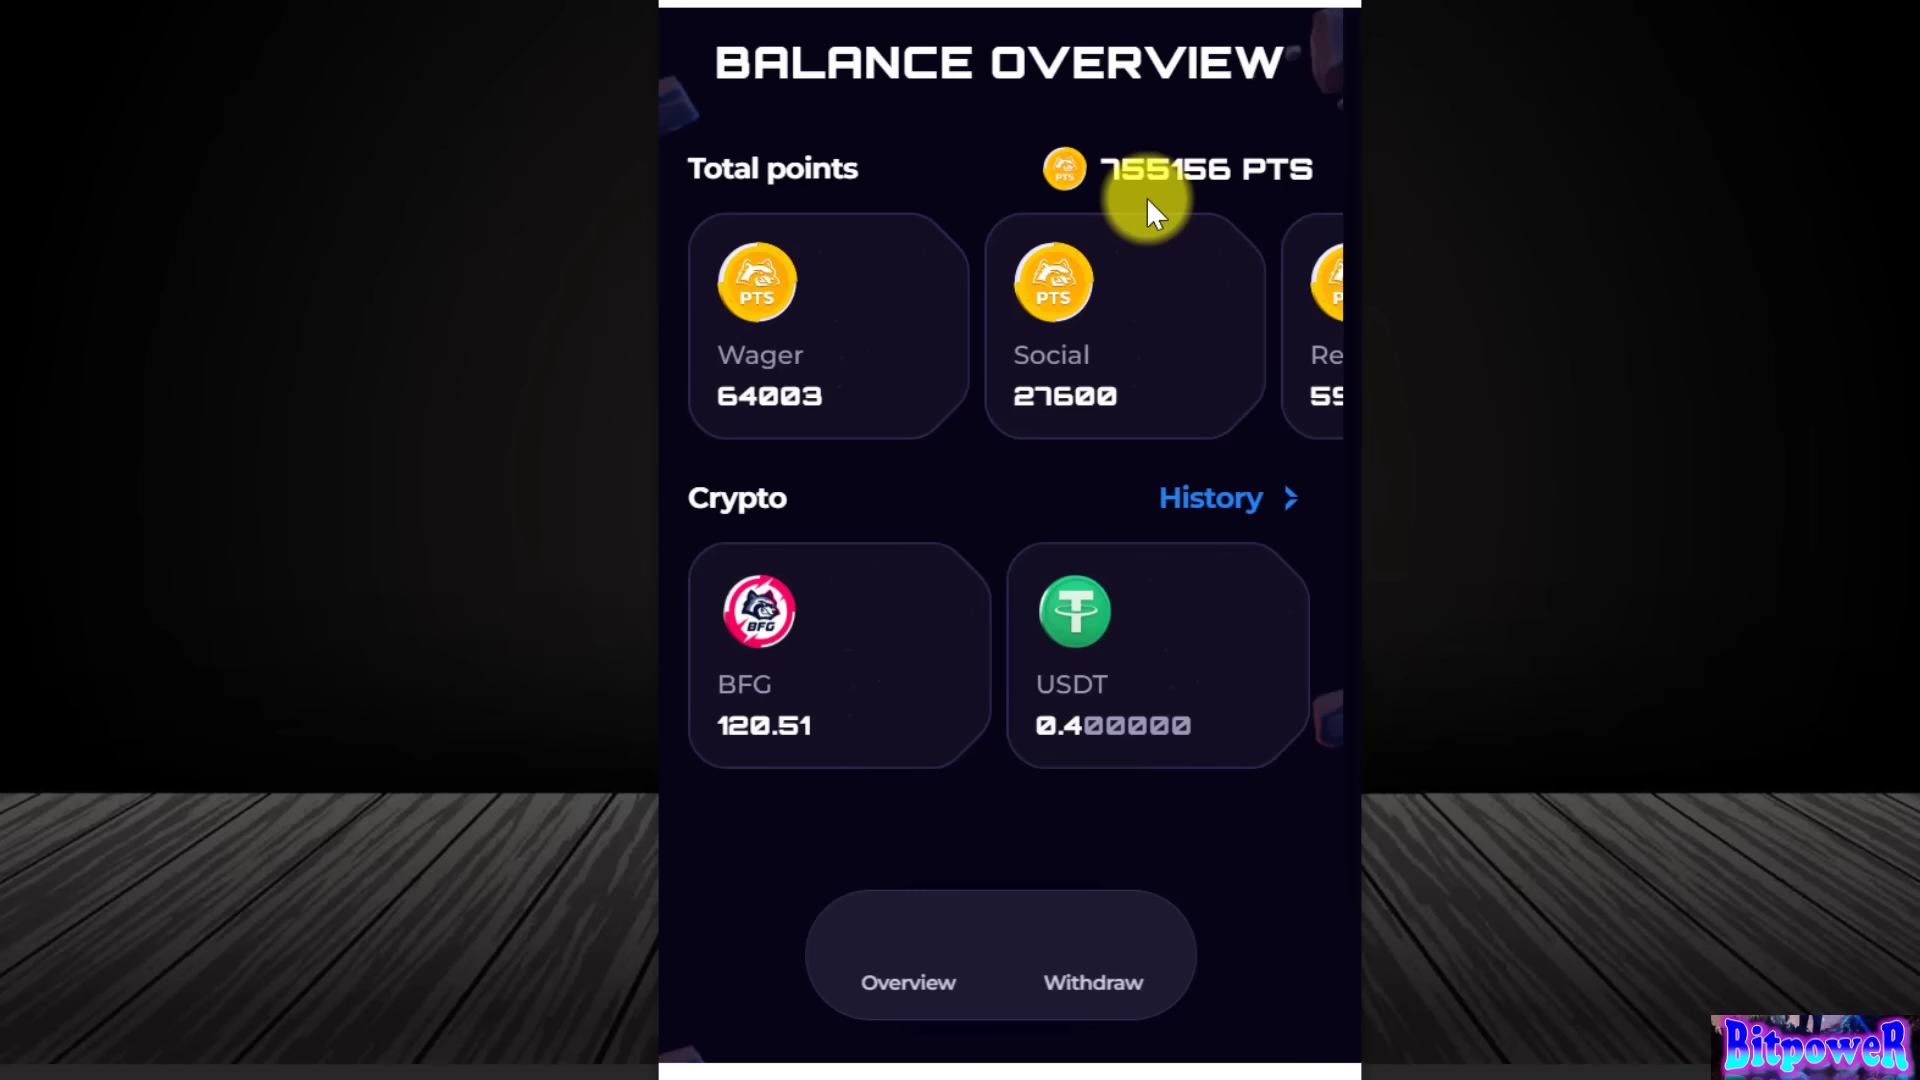 BALANCE OVERVIEW
Total points
PTS
755156 PTS
PTS
PTS
Wager
64003
Social
27600
Re
Crypto
History
BFG
BFG
120.51
USDT
0.400000
Overview
Withdraw
BitpoweR